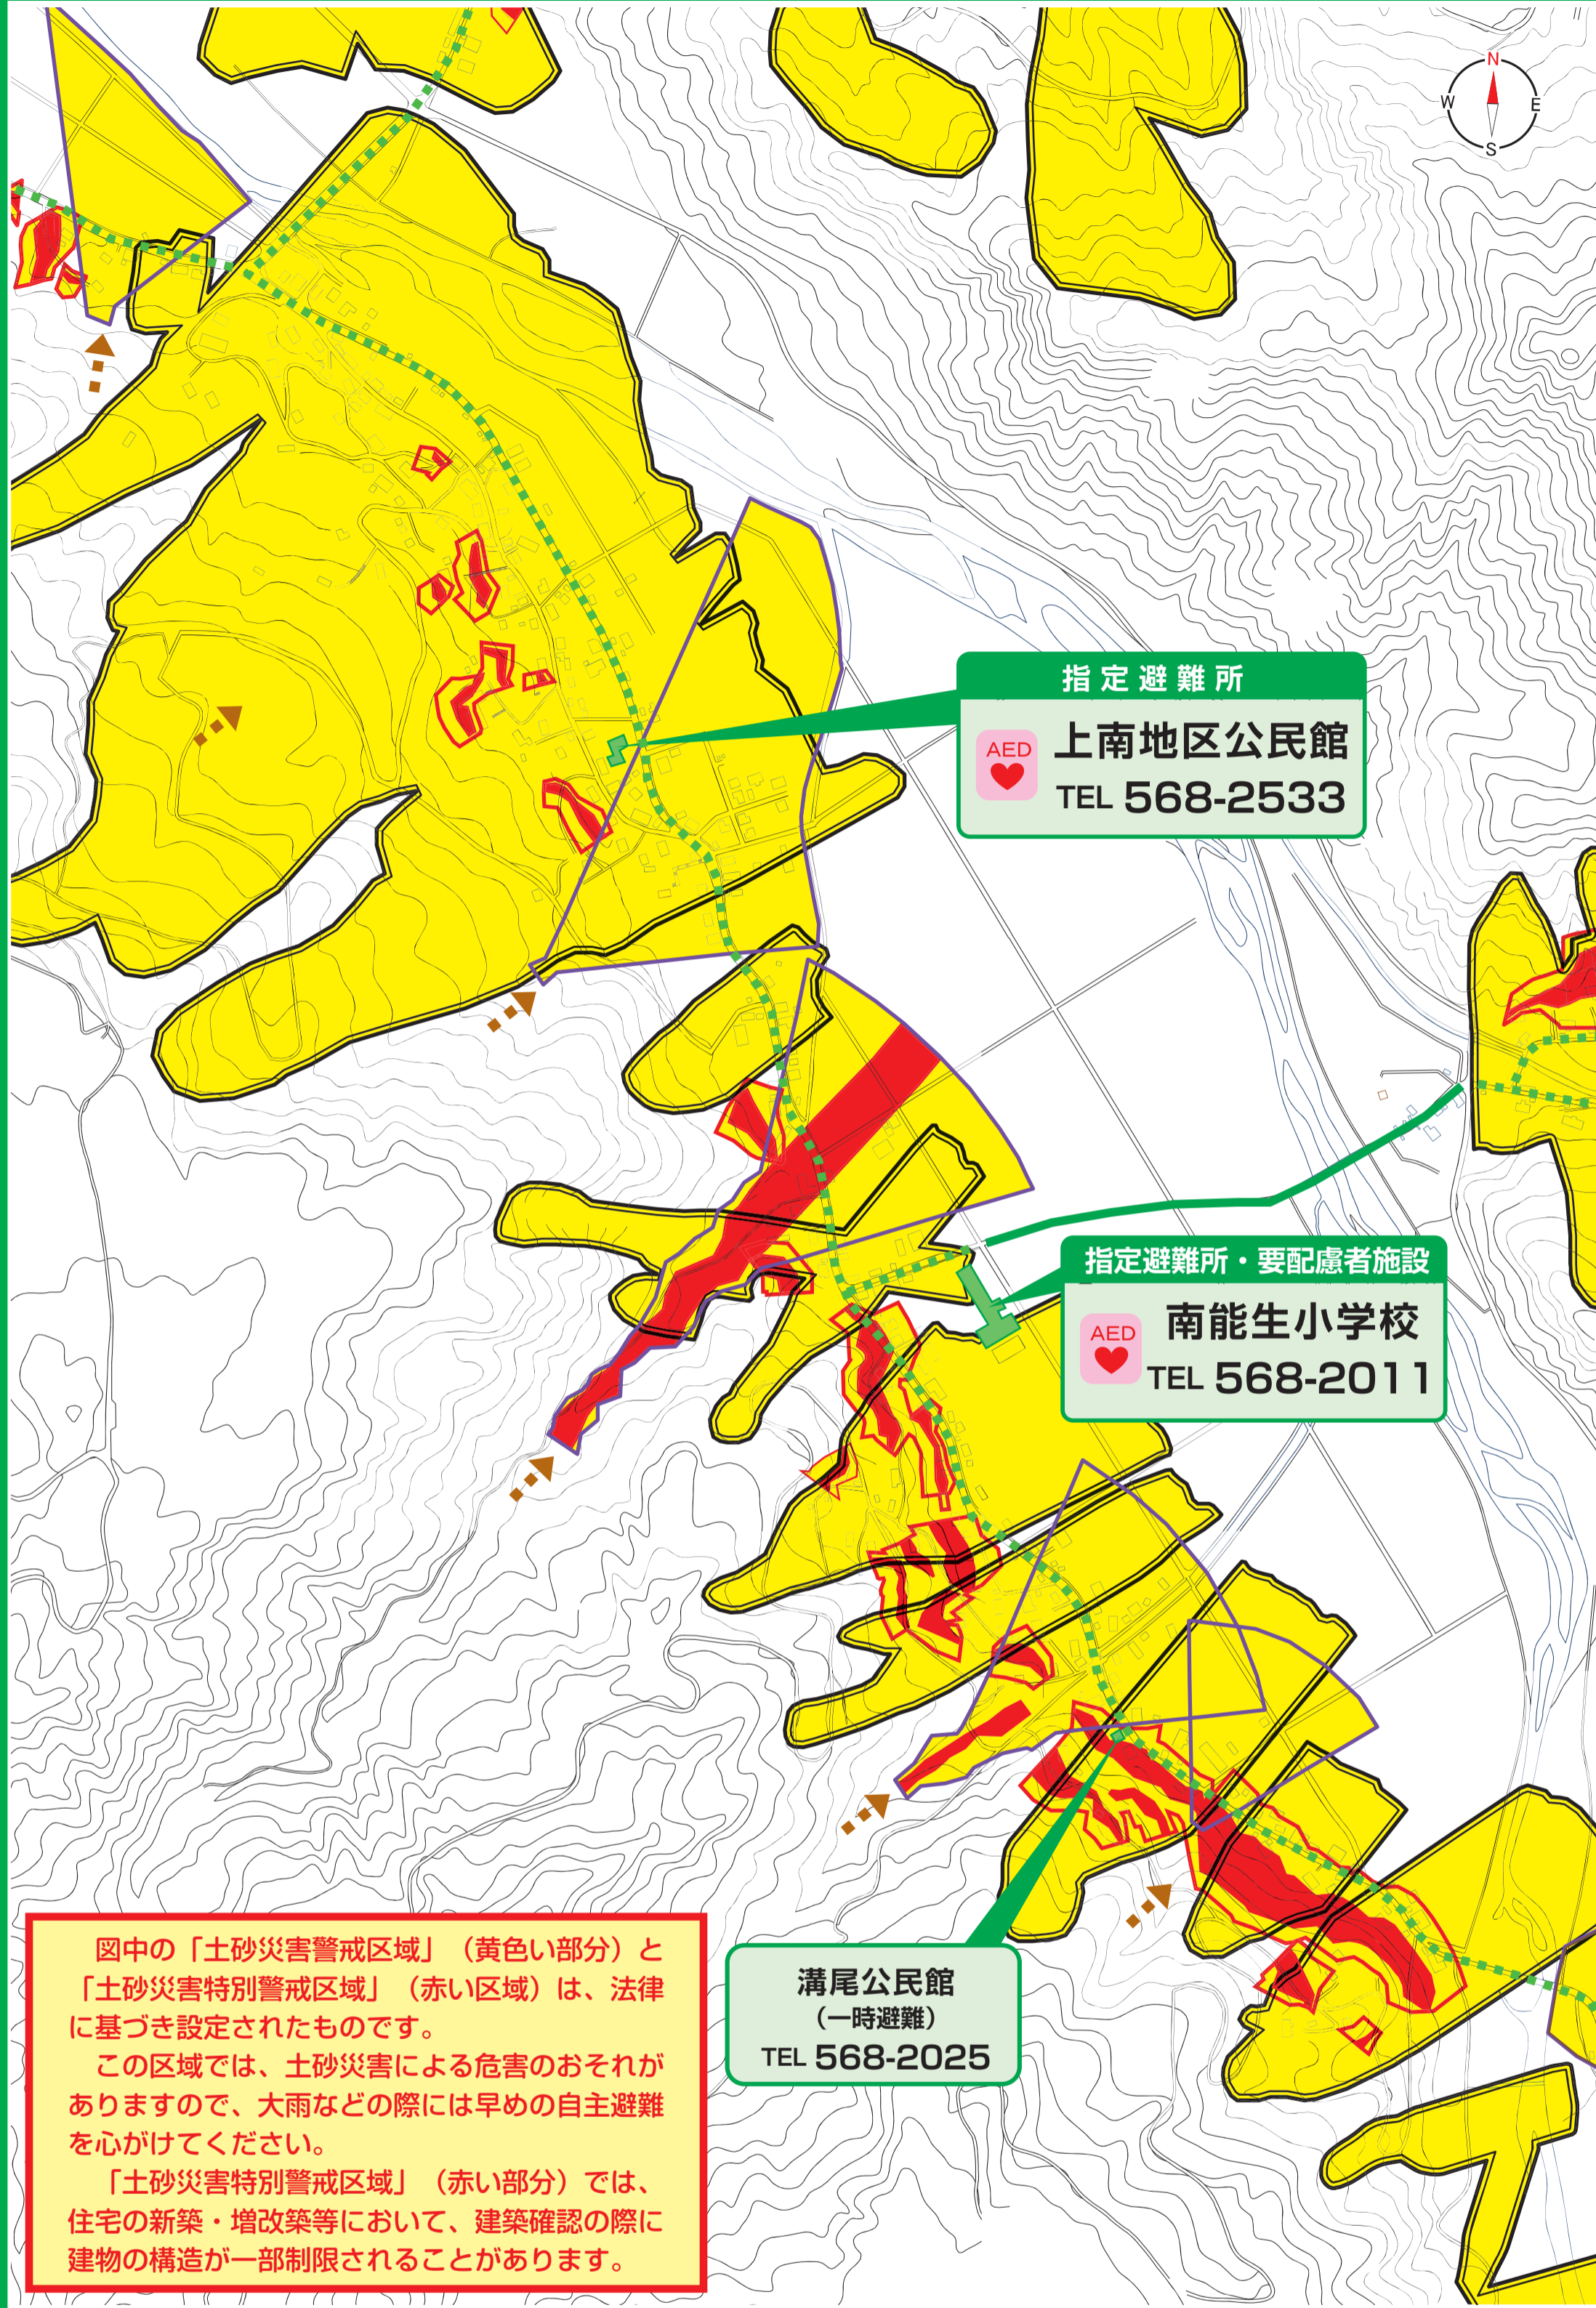 N
W E
S
指定避難所
AED
上南地区公民館
TEL 568-2533
指定避難所・要配慮者施設
AED
南能生小学校
TEL 568-2011
溝尾公民館
（一時避難）
TEL 568-2025
図中の「土砂災害警戒区域」（黄色い部分）と
「土砂災害特別警戒区域」（赤い区域）は、法律
に基づき設定されたものです。
この区域では、土砂災害による危害のおそれが
ありますので、大雨などの際には早めの自主避難
を心がけてください。
「土砂災害特別警戒区域」（赤い部分）では、
住宅の新築・増改築等において、建築確認の際に
建物の構造が一部制限されることがあります。